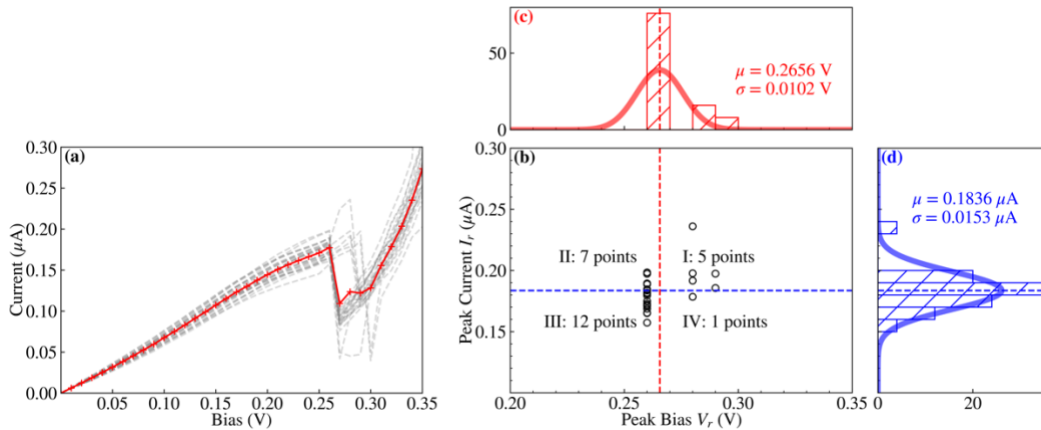 (c)
50
0
μ = 0.2656 V
σ = 0.0102 V
(a)
0.30
0.25
0.20
0.15
0.10
0.05
0.00
Current (μA)
0.05 0.10 0.15 0.20 0.25 0.30 0.35
Bias (V)
(b)
0.30
0.25
0.20
0.15
Peak Current Iᵣ (μA)
II: 7 points
I: 5 points
III: 12 points
IV: 1 points
0.20 0.25 0.30 0.35
Peak Bias Vᵣ (V)
(d)
μ = 0.1836 μA
σ = 0.0153 μA
0 20